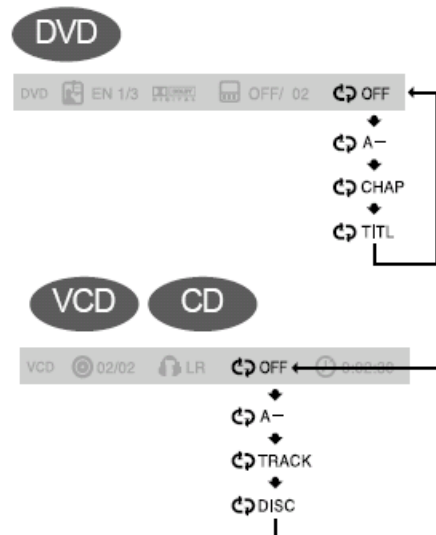 DVD
DVD EN 1/3 DIGITAL OFF/ 02 OFF
A-
CHAP
TITL
VCD CD
VCD 02/02 LR OFF 0:02:30
A-
TRACK
DISC